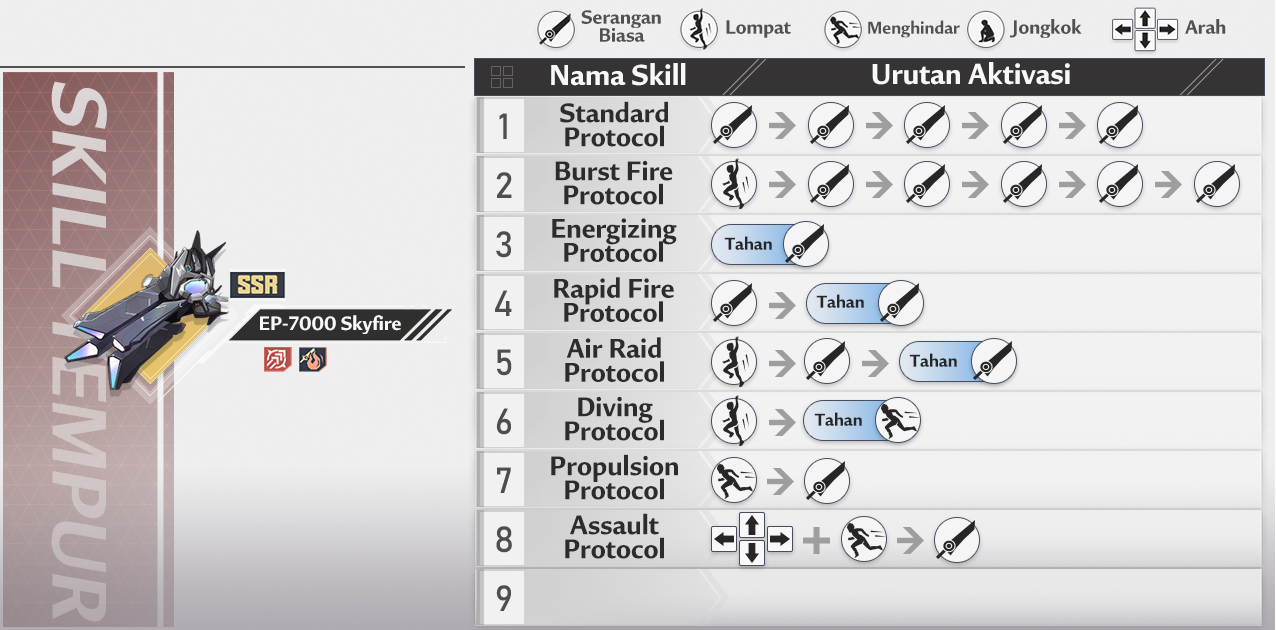 Serangan
Biasa
Lompat
Menghindar
Jongkok
Arah
SKILL TEMPUR
SSR
EP-7000 Skyfire
Nama Skill
Urutan Aktivasi
1
Standard
Protocol
2
Burst Fire
Protocol
3
Energizing
Protocol
Tahan
4
Rapid Fire
Protocol
Tahan
5
Air Raid
Protocol
Tahan
6
Diving
Protocol
Tahan
7
Propulsion
Protocol
8
Assault
Protocol
9